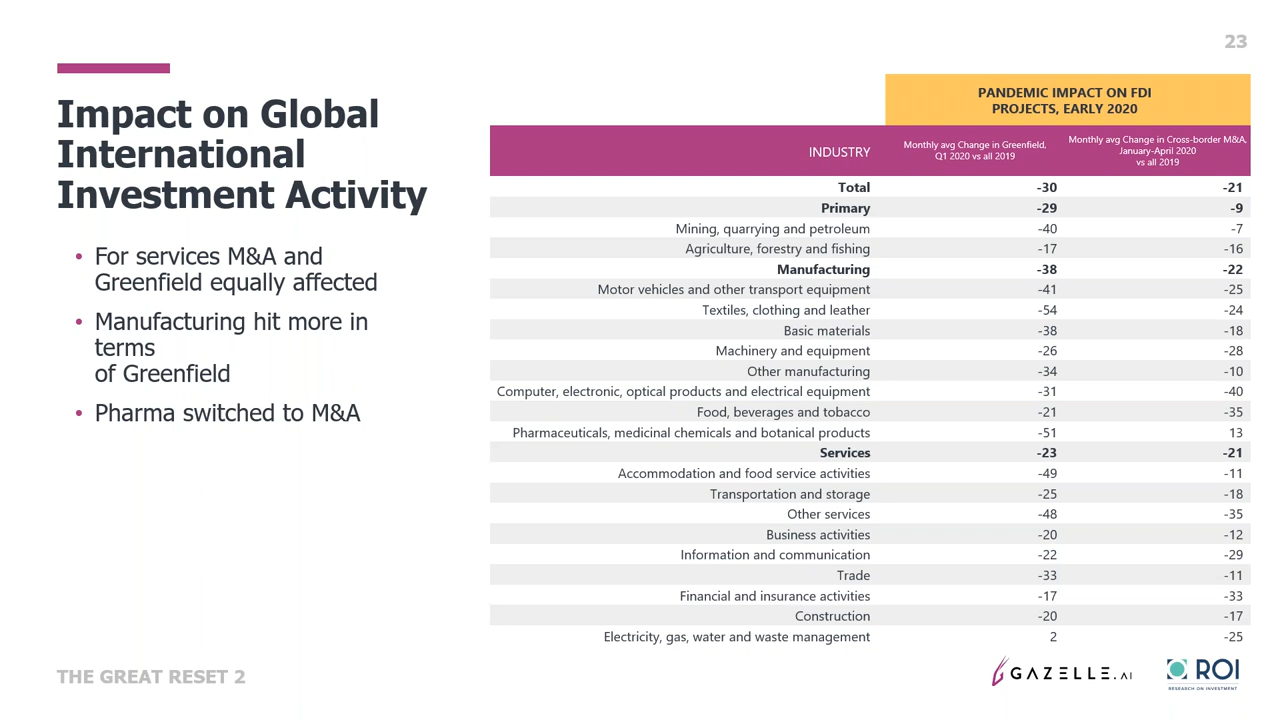 23
Impact on Global
International
Investment Activity
• For services M&A and
Greenfield equally affected
• Manufacturing hit more in
terms
of Greenfield
• Pharma switched to M&A
PANDEMIC IMPACT ON FDI
PROJECTS, EARLY 2020
INDUSTRY
Monthly avg Change in Greenfield,
Q1 2020 vs all 2019
Monthly avg Change in Cross-border M&A,
January-April 2020
vs all 2019
Total -30 -21
Primary -29 -9
Mining, quarrying and petroleum -40 -7
Agriculture, forestry and fishing -17 -16
Manufacturing -38 -22
Motor vehicles and other transport equipment -41 -25
Textiles, clothing and leather -54 -24
Basic materials -38 -18
Machinery and equipment -26 -28
Other manufacturing -34 -10
Computer, electronic, optical products and electrical equipment -31 -40
Food, beverages and tobacco -21 -35
Pharmaceuticals, medicinal chemicals and botanical products -51 13
Services -23 -21
Accommodation and food service activities -49 -11
Transportation and storage -25 -18
Other services -48 -35
Business activities -20 -12
Information and communication -22 -29
Trade -33 -11
Financial and insurance activities -17 -33
Construction -20 -17
Electricity, gas, water and waste management 2 -25
THE GREAT RESET 2
GAZELLE.AI
ROI
RESEARCH ON INVESTMENT